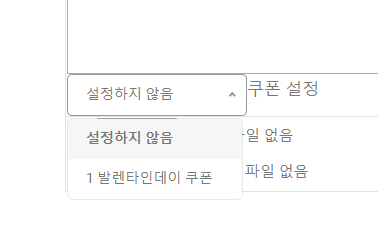 설정하지 않음 쿠폰 설정
설정하지 않음
파일 없음
1 발렌타인데이 쿠폰
파일 없음